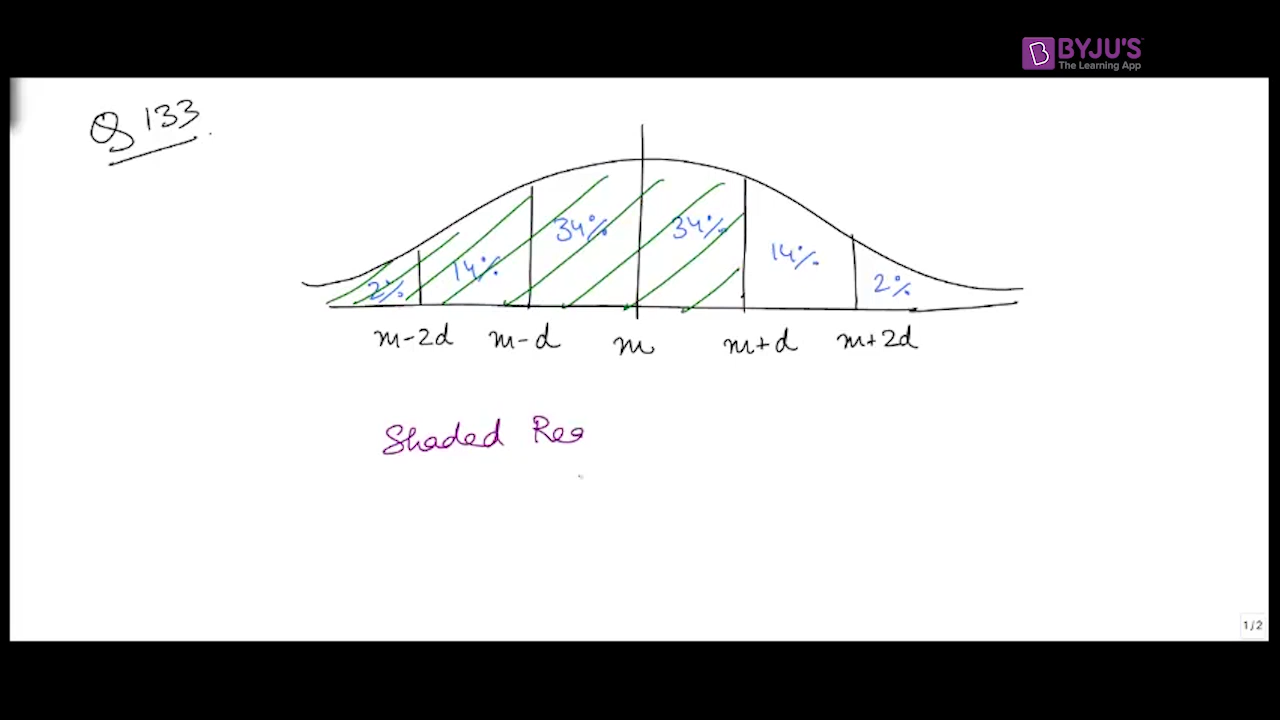 BYJU'S
The Learning App
Q 133.
34% 34%
2% 14% 14% 2%
m-2d m-d m m+d m+2d
Shaded Reg
1/2